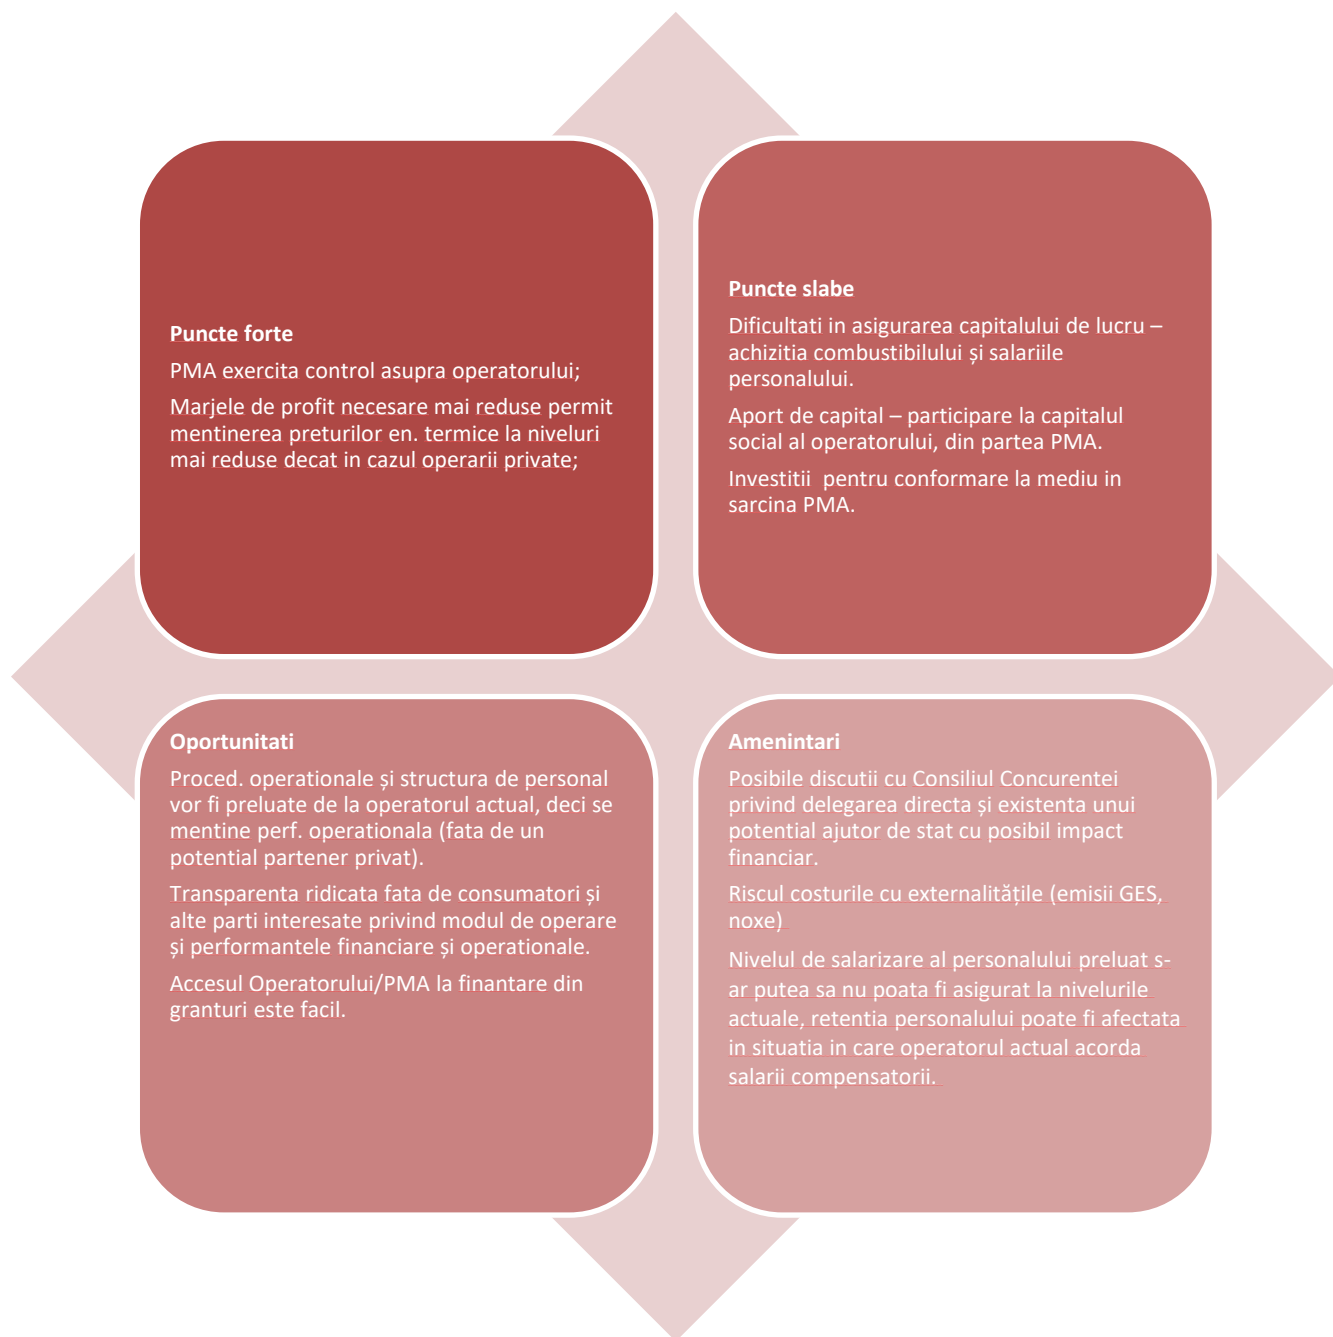 Puncte forte
PMA exercita control asupra operatorului;
Marjele de profit necesare mai reduse permit
mentinerea preturilor en. termice la niveluri
mai reduse decat in cazul operarii private;
Puncte slabe
Dificultati in asigurarea capitalului de lucru –
achizitia combustibilului și salariile
personalului.
Aport de capital – participare la capitalul
social al operatorului, din partea PMA.
Investitii  pentru conformare la mediu in
sarcina PMA.
Oportunitati
Proced. operationale și structura de personal
vor fi preluate de la operatorul actual, deci se
mentine perf. operationala (fata de un
potential partener privat).
Transparenta ridicata fata de consumatori și
alte parti interesate privind modul de operare
și performantele financiare și operationale.
Accesul Operatorului/PMA la finantare din
granturi este facil.
Amenintari
Posibile discutii cu Consiliul Concurentei
privind delegarea directa și existenta unui
potential ajutor de stat cu posibil impact
financiar.
Riscul costurile cu externalitățile (emisii GES,
noxe)
Nivelul de salarizare al personalului preluat s-
ar putea sa nu poata fi asigurat la nivelurile
actuale, retentia personalului poate fi afectata
in situatia in care operatorul actual acorda
salarii compensatorii.